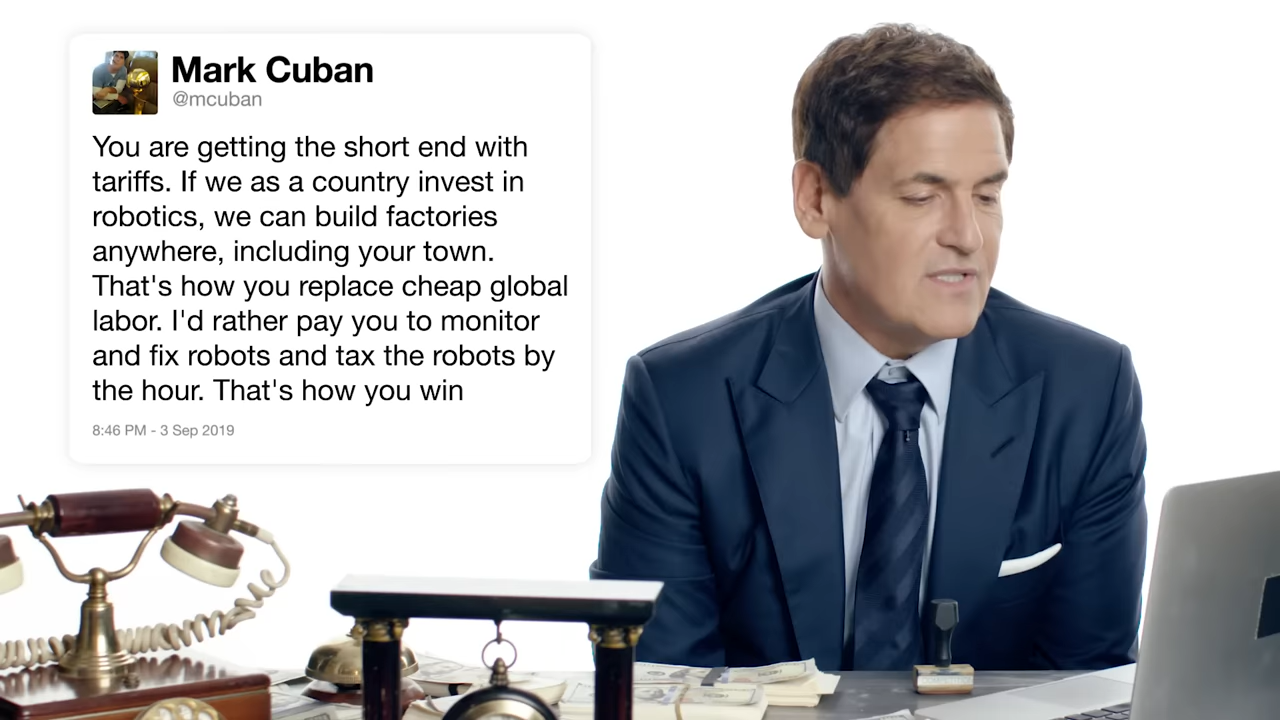 Mark Cuban
@mcuban
You are getting the short end with
tariffs. If we as a country invest in
robotics, we can build factories
anywhere, including your town.
That's how you replace cheap global
labor. I'd rather pay you to monitor
and fix robots and tax the robots by
the hour. That's how you win
8:46 PM - 3 Sep 2019